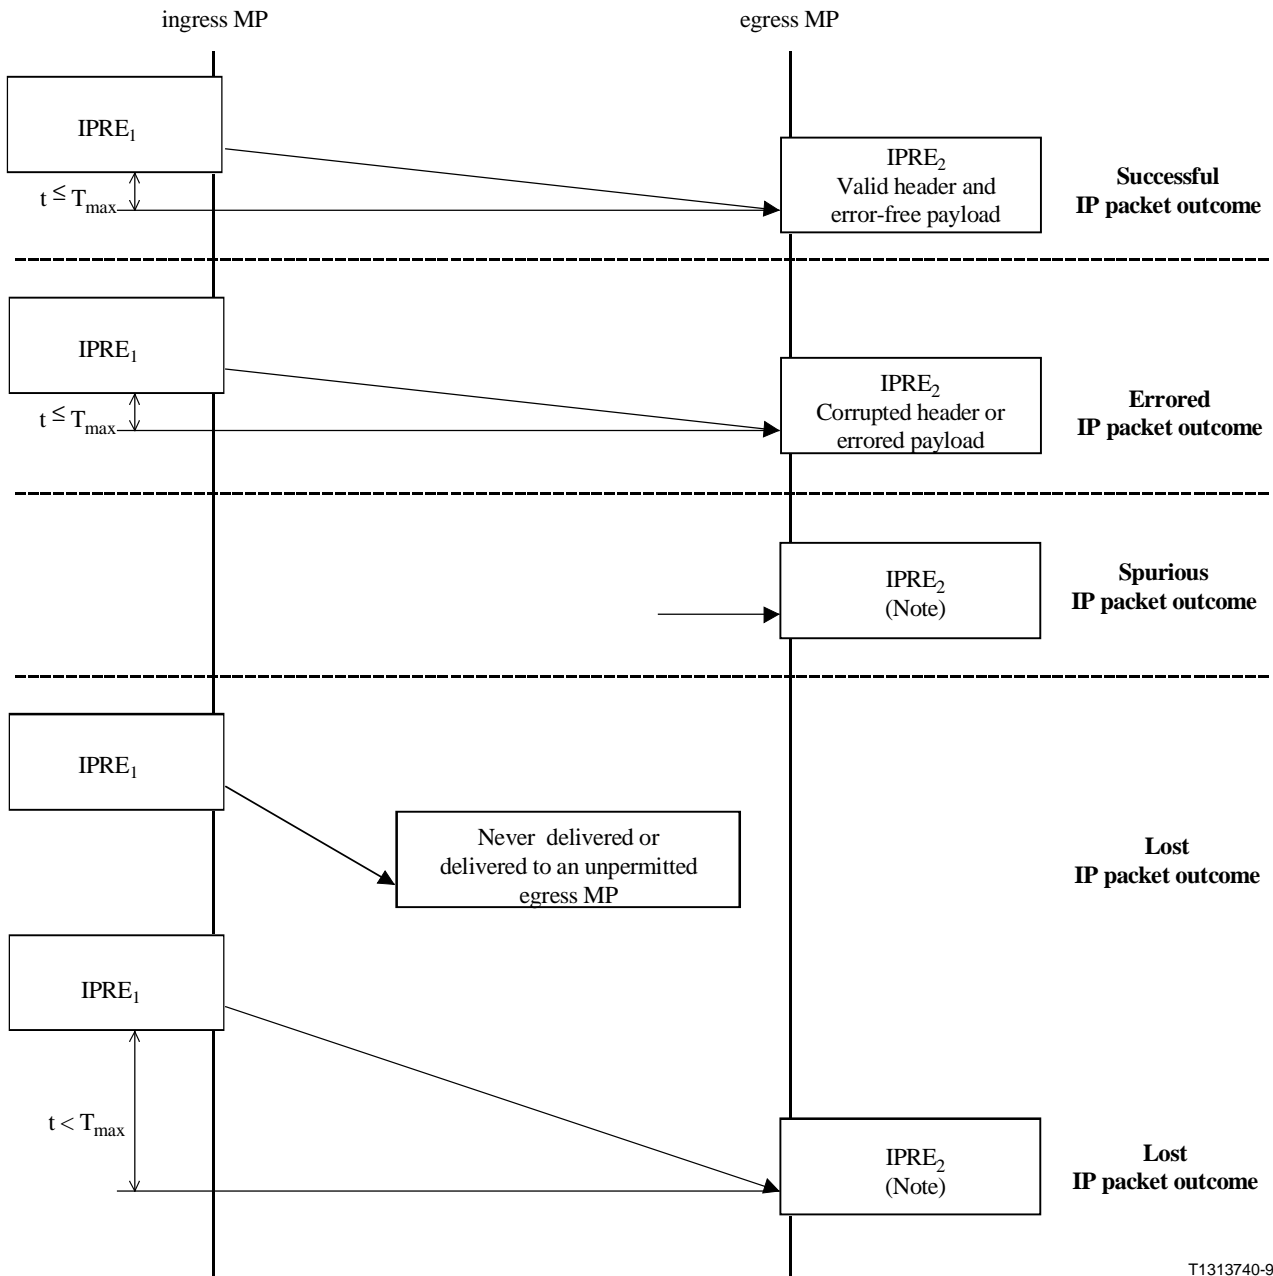 ingress MP
egress MP
IPRE1
t ≤ Tmax
IPRE2
Valid header and
error-free payload
Successful
IP packet outcome
IPRE1
t ≤ Tmax
IPRE2
Corrupted header or
errored payload
Errored
IP packet outcome
IPRE2
(Note)
Spurious
IP packet outcome
IPRE1
Never delivered or
delivered to an unpermitted
egress MP
Lost
IP packet outcome
IPRE1
t < Tmax
IPRE2
(Note)
Lost
IP packet outcome
T1313740-9